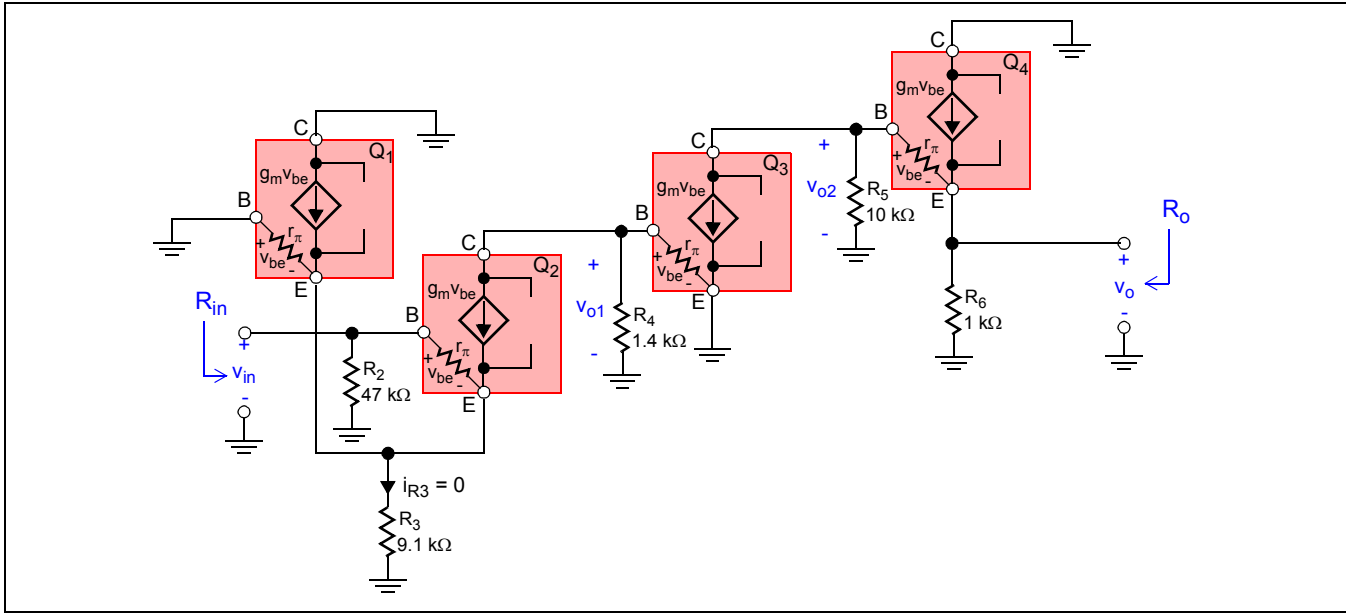 C
Q4
gmvbe
B
rπ
+
vbe -
E
C
Q1
gmvbe
B
rπ
+
vbe -
E
C
Q3
gmvbe
B
rπ
+
vbe -
E
+
vo2
-
R5
10 kΩ
Ro
+
vo
-
R6
1 kΩ
C
Q2
gmvbe
B
rπ
+
vbe -
E
+
vo1
-
R4
1.4 kΩ
Rin
+
vin
-
R2
47 kΩ
iR3 = 0
R3
9.1 kΩ